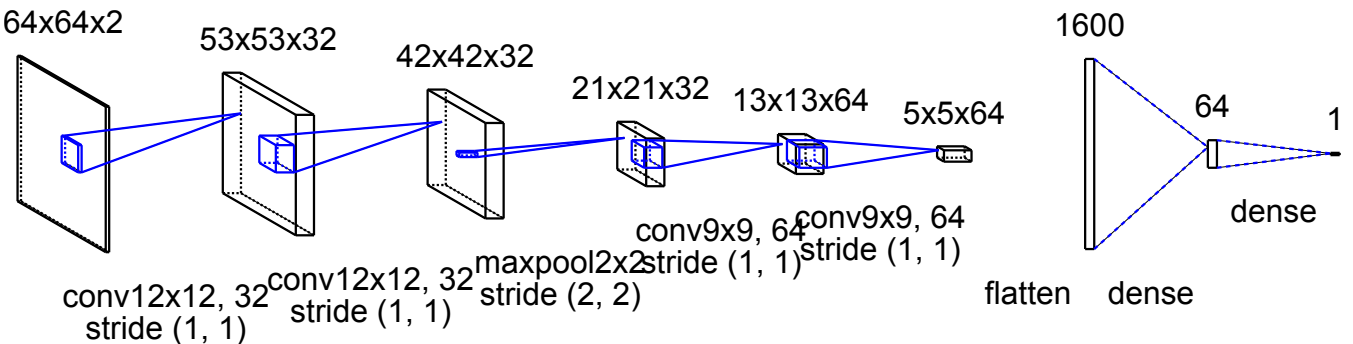 64x64x2
53x53x32
42x42x32
21x21x32
13x13x64
5x5x64
1600
64
1
conv12x12, 32
stride (1, 1)
conv12x12, 32
stride (1, 1)
maxpool2x2
stride (2, 2)
conv9x9, 64
stride (1, 1)
conv9x9, 64
stride (1, 1)
flatten
dense
dense